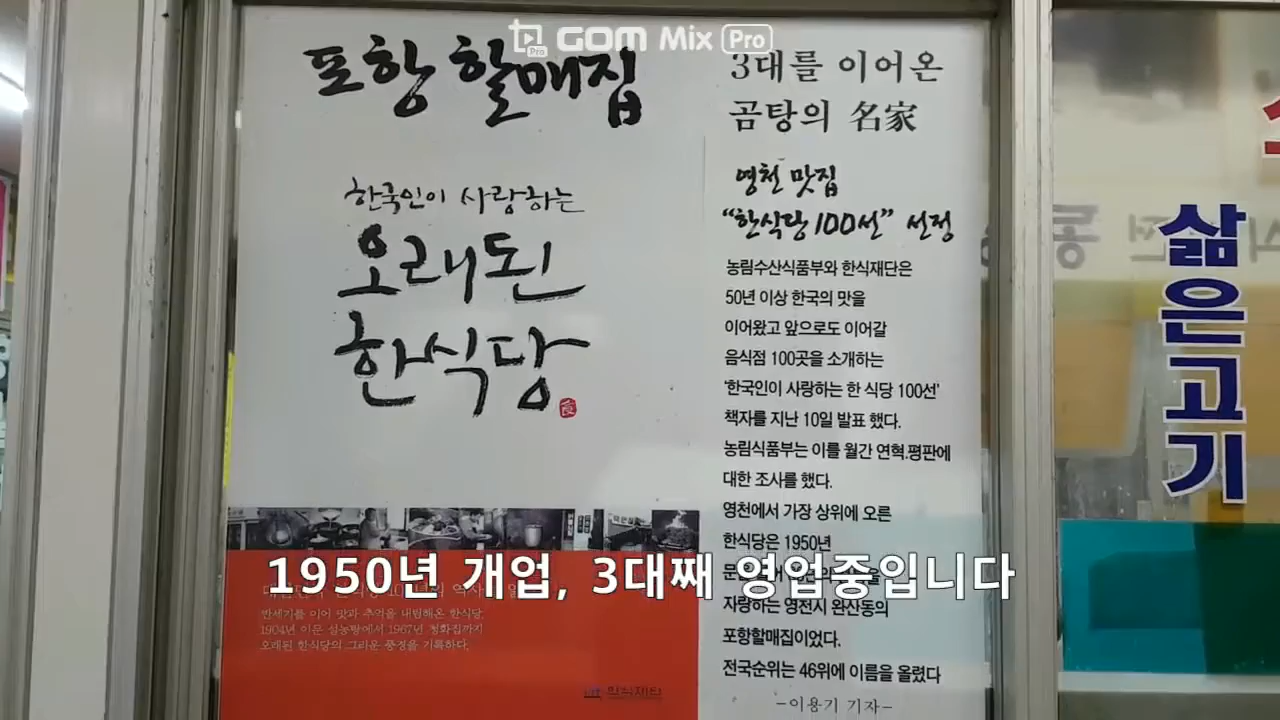 GOM Mix Pro
포항 할매집
한국인이 사랑하는
오래된
한식당
3대를 이어온
곰탕의 名家
영천 맛집
“한식당 100선” 선정
농림수산식품부와 한식재단은
50년 이상 한국의 맛을
이어왔고 앞으로도 이어갈
음식점 100곳을 소개하는
‘한국인이 사랑하는 한 식당 100선’
책자를 지난 10일 발표 했다.
농림식품부는 이를 월간 연혁.평판에
대한 조사를 했다.
영천에서 가장 상위에 오른
한식당은 1950년
자랑하는 영천시 완산동의
포항할매집이었다.
전국순위는 46위에 이름을 올렸다
-이용기 기자-
1950년 개업, 3대째 영업중입니다
반세기를 이어 맛과 추억을 내림해온 한식당.
1904년 이문 설농탕에서 1967년 청화집까지
오래된 한식당의 그리운 풍경을 기록하다.
한식재단
삶은고기